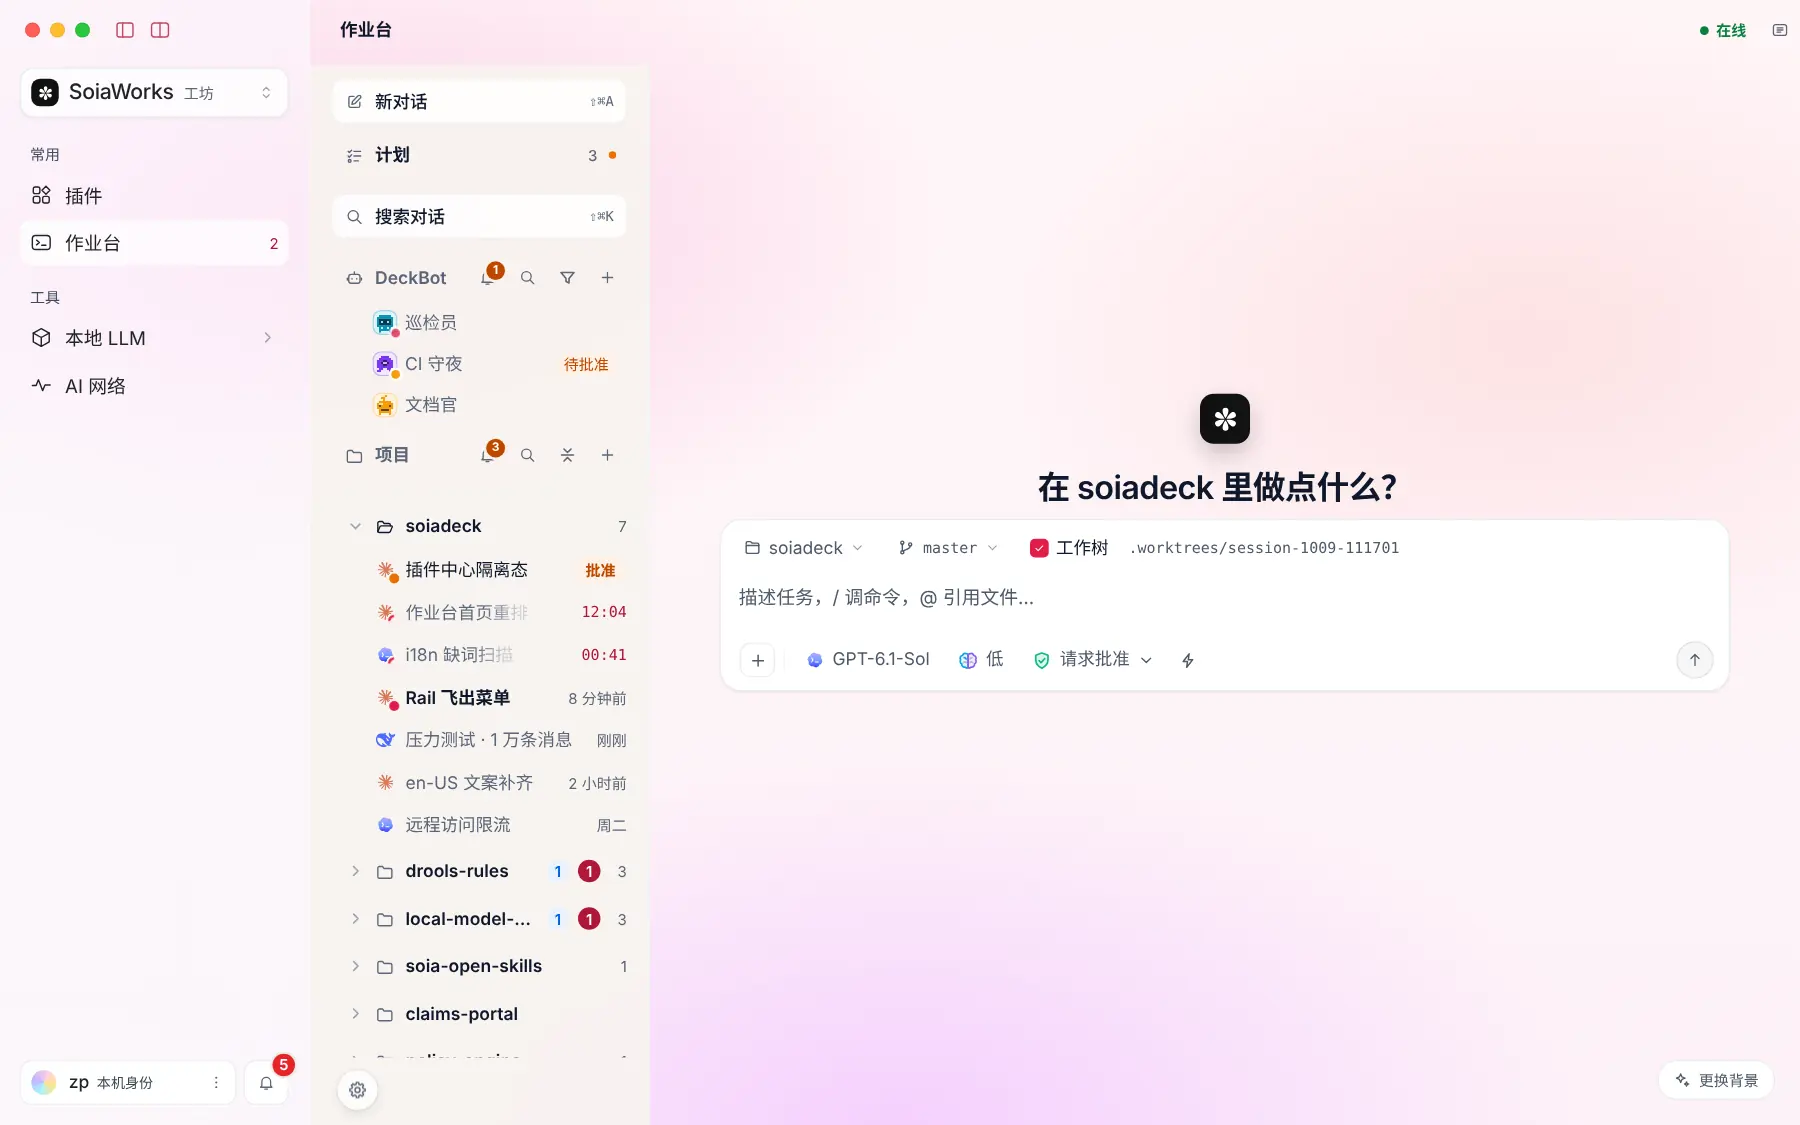 作业台
在线
SoiaWorks 工坊
常用
插件
作业台 2
工具
本地 LLM
AI 网络
zp 本机身份
5
新对话 ⇧⌘A
计划 3
搜索对话 ⇧⌘K
DeckBot 1
巡检员
CI 守夜 待批准
文档官
项目 3
soiadeck 7
插件中心隔离态 批准
作业台首页重排 12:04
i18n 缺词扫描 00:41
Rail 飞出菜单 8 分钟前
压力测试 · 1 万条消息 刚刚
en-US 文案补齐 2 小时前
远程访问限流 周二
drools-rules 1 1 3
local-model-... 1 1 3
soia-open-skills 1
claims-portal
在 soiadeck 里做点什么？
soiadeck master 工作树 .worktrees/session-1009-111701
描述任务，/ 调命令，@ 引用文件...
GPT-6.1-Sol 低 请求批准
更换背景